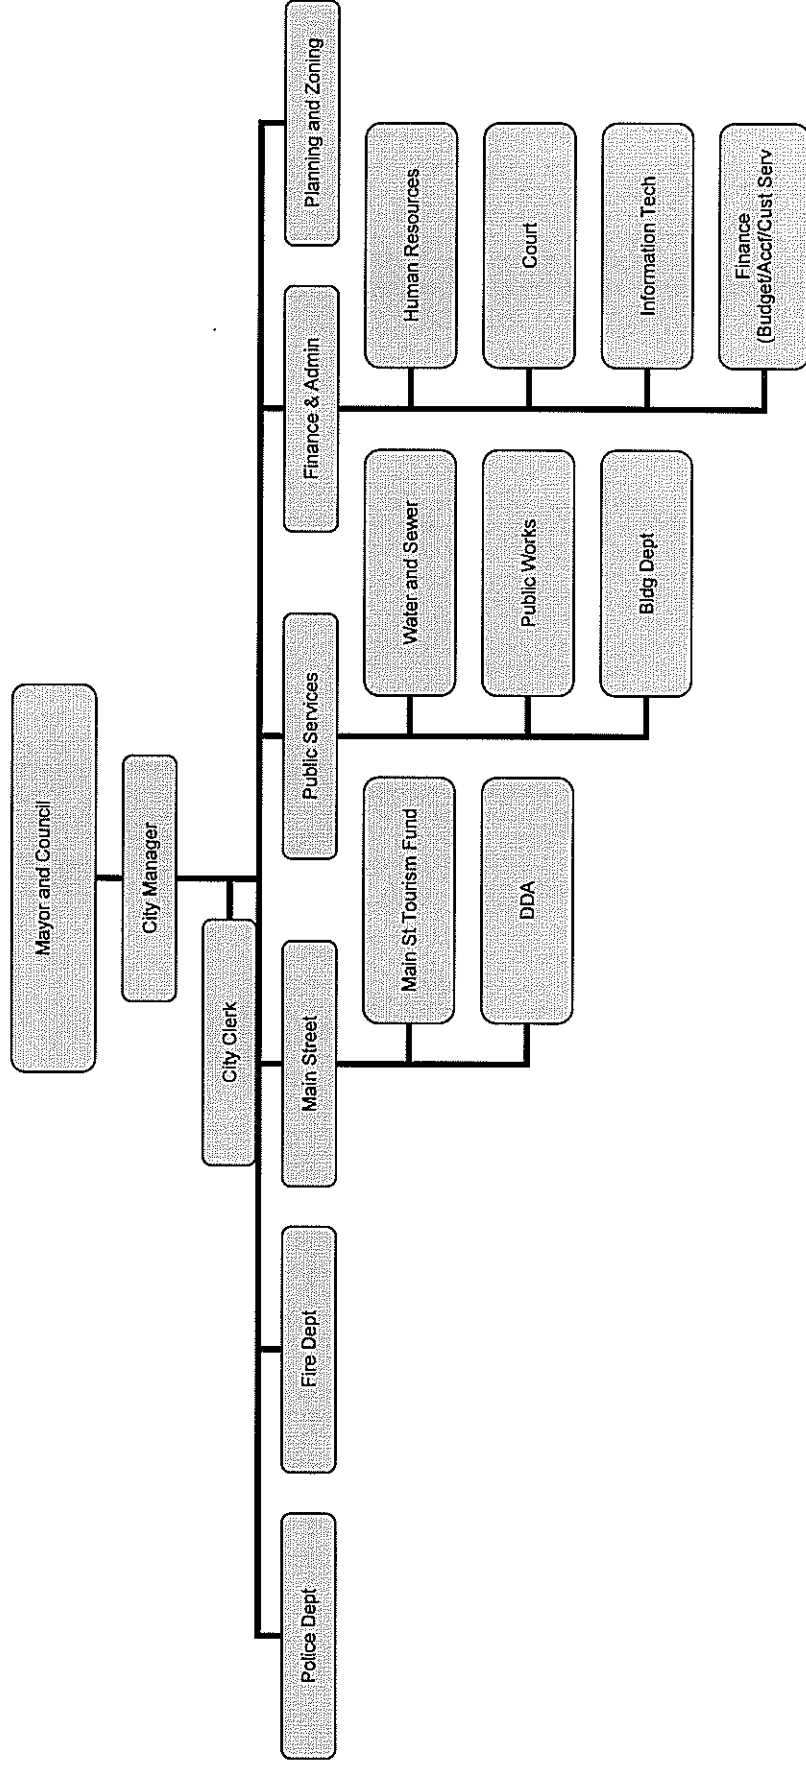 Mayor and Council
City Manager
City Clerk
Police Dept
Fire Dept
Main Street
Public Services
Finance & Admin
Planning and Zoning
Main St Tourism Fund
DDA
Water and Sewer
Public Works
Bldg Dept
Human Resources
Court
Information Tech
Finance
(Budget/Acct/Cust Serv